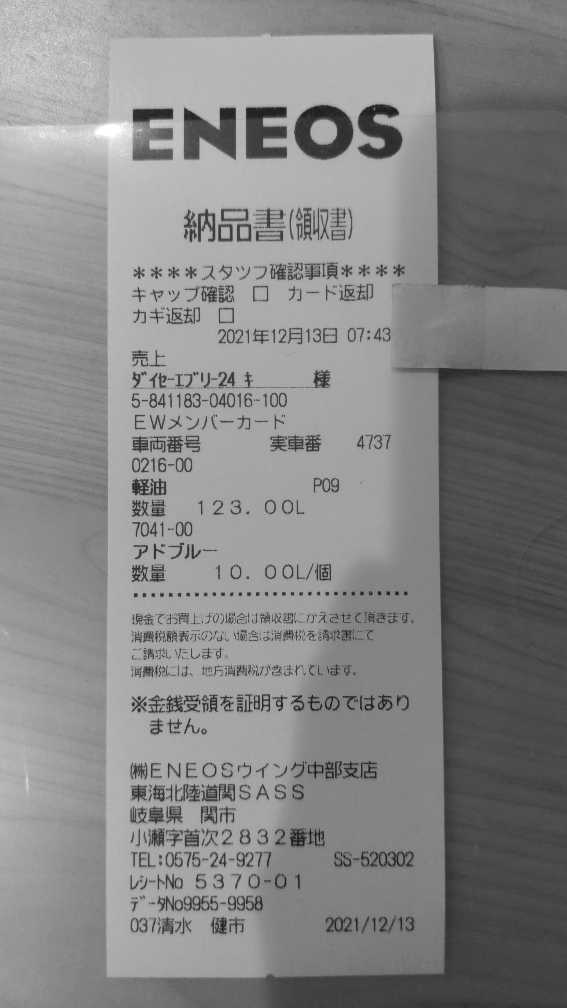 ENEOS
納品書(領収書)
＊＊＊＊スタッフ確認事項＊＊＊＊
キャップ確認 □ カード返却
カギ返却 □
2021年12月13日 07:43
売上
ﾀﾞｲｾｰｴﾌﾞﾘｰ24 ｷ 様
5-841183-04016-100
ＥＷメンバーカード
車両番号 実車番 4737
0216-00
軽油 P09
数量 １２３．００L
7041-00
アドブルー
数量 １０．００L/個
現金でお買上げの場合は領収書にかえさせて頂きます。
消費税額表示のない場合は消費税を請求書にて
ご請求いたします。
消費税には、地方消費税が含まれています。
※金銭受領を証明するものではあり
ません。
㈱ＥＮＥＯＳウイング中部支店
東海北陸道関ＳＡＳＳ
岐阜県 関市
小瀬字首次２８３２番地
TEL:0575-24-9277 SS-520302
ﾚｼｰﾄNo ５３７０-０１
ﾃﾞｰﾀNo9955-9958
037清水 健市 2021/12/13